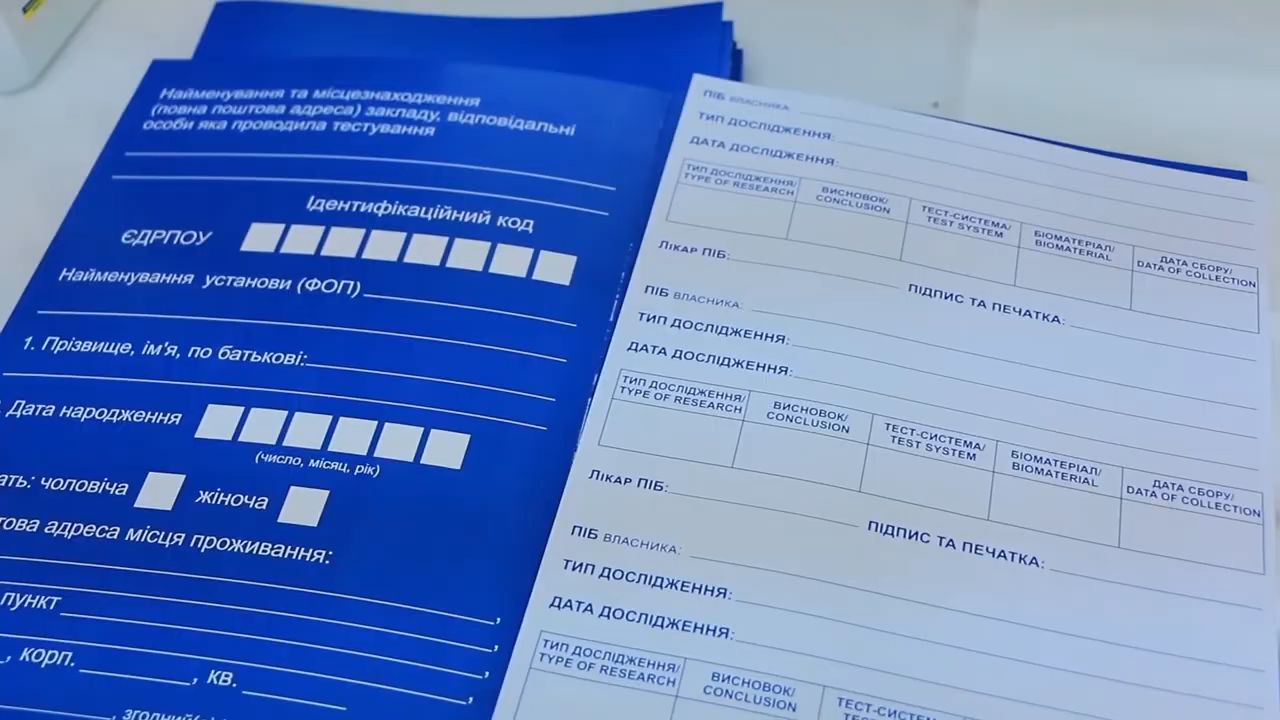 Найменування та місцезнаходження
(повна поштова адреса) закладу, відповідальні
особи яка проводила тестування
Ідентифікаційний код
ЄДРПОУ
Найменування установи (ФОП)
1. Прізвище, ім'я, по батькові:
. Дата народження
(число, місяць, рік)
ать: чоловіча жіноча
това адреса місця проживання:
,
пункт ,
,
, корп. , кв. ,
, згодний(
ПІБ ВЛАСНИКА:
ТИП ДОСЛІДЖЕННЯ:
ДАТА ДОСЛІДЖЕННЯ:
ТИП ДОСЛІДЖЕННЯ/
TYPE OF RESEARCH
ВИСНОВОК/
CONCLUSION
ТЕСТ-СИСТЕМА/
TEST SYSTEM
БІОМАТЕРІАЛ/
BIOMATERIAL
ДАТА СБОРУ/
DATA OF COLLECTION
ЛІКАР ПІБ: ПІДПИС ТА ПЕЧАТКА:
ПІБ ВЛАСНИКА:
ТИП ДОСЛІДЖЕННЯ:
ДАТА ДОСЛІДЖЕННЯ:
ТИП ДОСЛІДЖЕННЯ/
TYPE OF RESEARCH
ВИСНОВОК/
CONCLUSION
ТЕСТ-СИСТЕМА/
TEST SYSTEM
БІОМАТЕРІАЛ/
BIOMATERIAL
ДАТА СБОРУ/
DATA OF COLLECTION
ЛІКАР ПІБ: ПІДПИС ТА ПЕЧАТКА:
ПІБ ВЛАСНИКА:
ТИП ДОСЛІДЖЕННЯ:
ДАТА ДОСЛІДЖЕННЯ:
ТИП ДОСЛІДЖЕННЯ/
TYPE OF RESEARCH
ВИСНОВОК/
CONCLUSION
ТЕСТ-СИСТЕМ